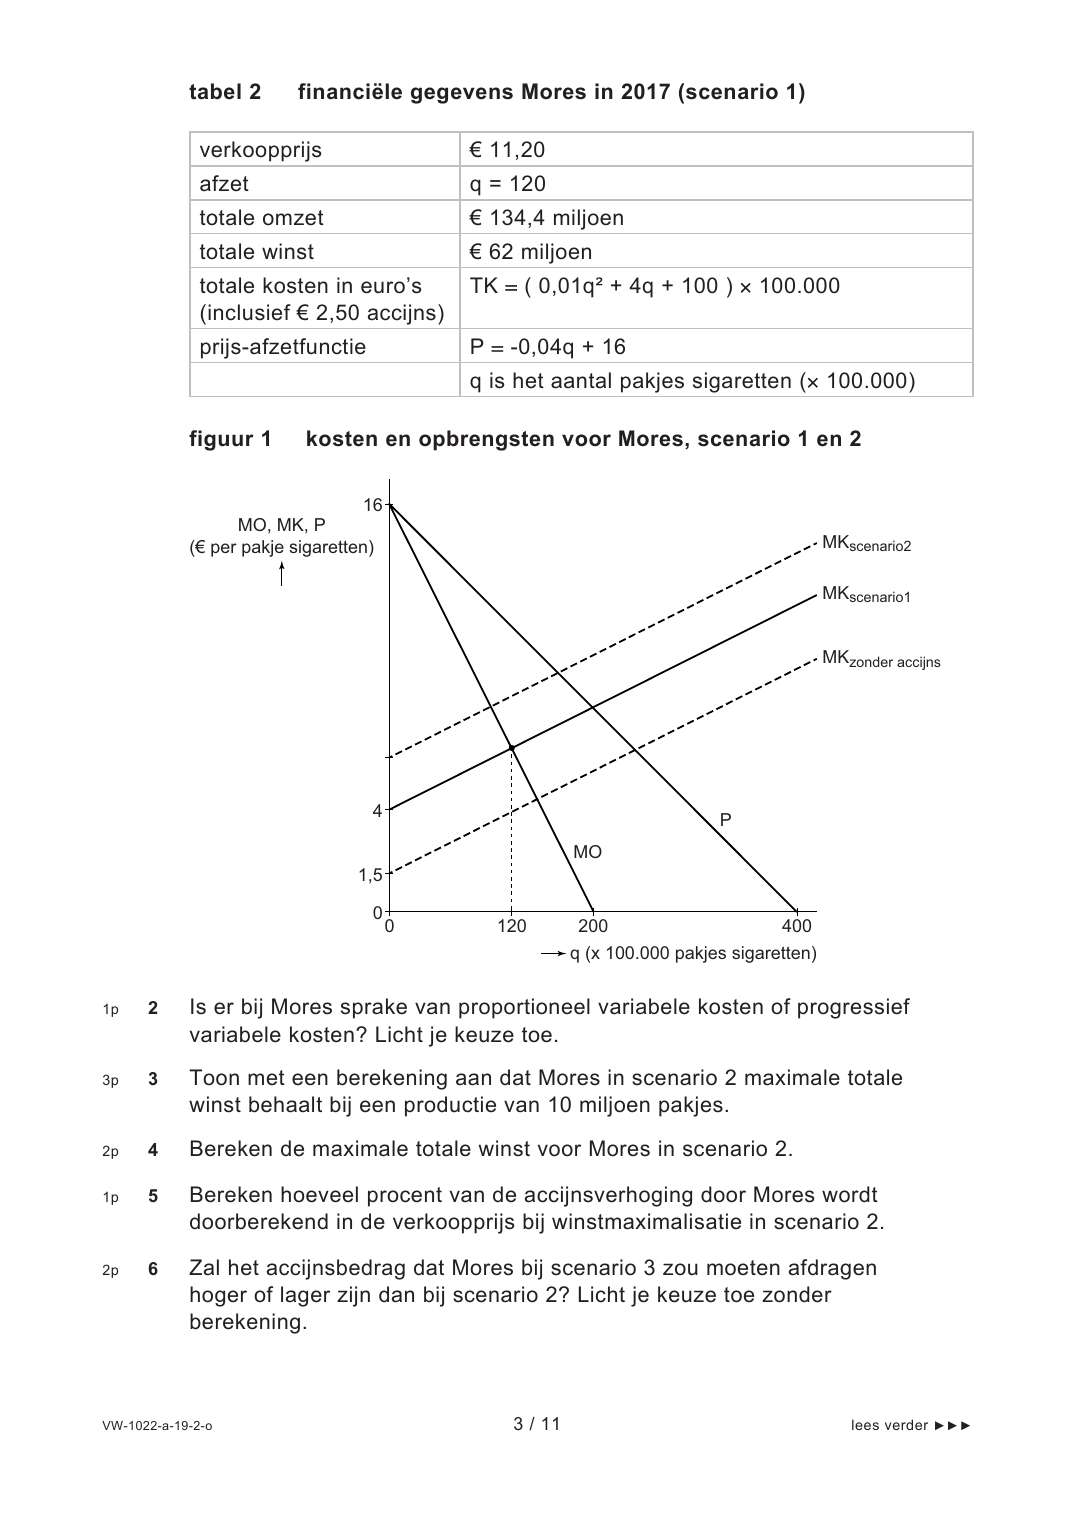 tabel 2 financiële gegevens Mores in 2017 (scenario 1)
verkoopprijs € 11,20
afzet q = 120
totale omzet € 134,4 miljoen
totale winst € 62 miljoen
totale kosten in euro's TK = ( 0,01q² + 4q + 100 ) × 100.000
(inclusief € 2,50 accijns)
prijs-afzetfunctie P = -0,04q + 16
q is het aantal pakjes sigaretten (× 100.000)
figuur 1 kosten en opbrengsten voor Mores, scenario 1 en 2
16
MO, MK, P
(€ per pakje sigaretten)
MKscenario2
MKscenario1
MKzonder accijns
4
P
MO
1,5
0
0 120 200 400
q (x 100.000 pakjes sigaretten)
1p 2 Is er bij Mores sprake van proportioneel variabele kosten of progressief
variabele kosten? Licht je keuze toe.
3p 3 Toon met een berekening aan dat Mores in scenario 2 maximale totale
winst behaalt bij een productie van 10 miljoen pakjes.
2p 4 Bereken de maximale totale winst voor Mores in scenario 2.
1p 5 Bereken hoeveel procent van de accijnsverhoging door Mores wordt
doorberekend in de verkoopprijs bij winstmaximalisatie in scenario 2.
2p 6 Zal het accijnsbedrag dat Mores bij scenario 3 zou moeten afdragen
hoger of lager zijn dan bij scenario 2? Licht je keuze toe zonder
berekening.
VW-1022-a-19-2-o 3 / 11 lees verder ►►►